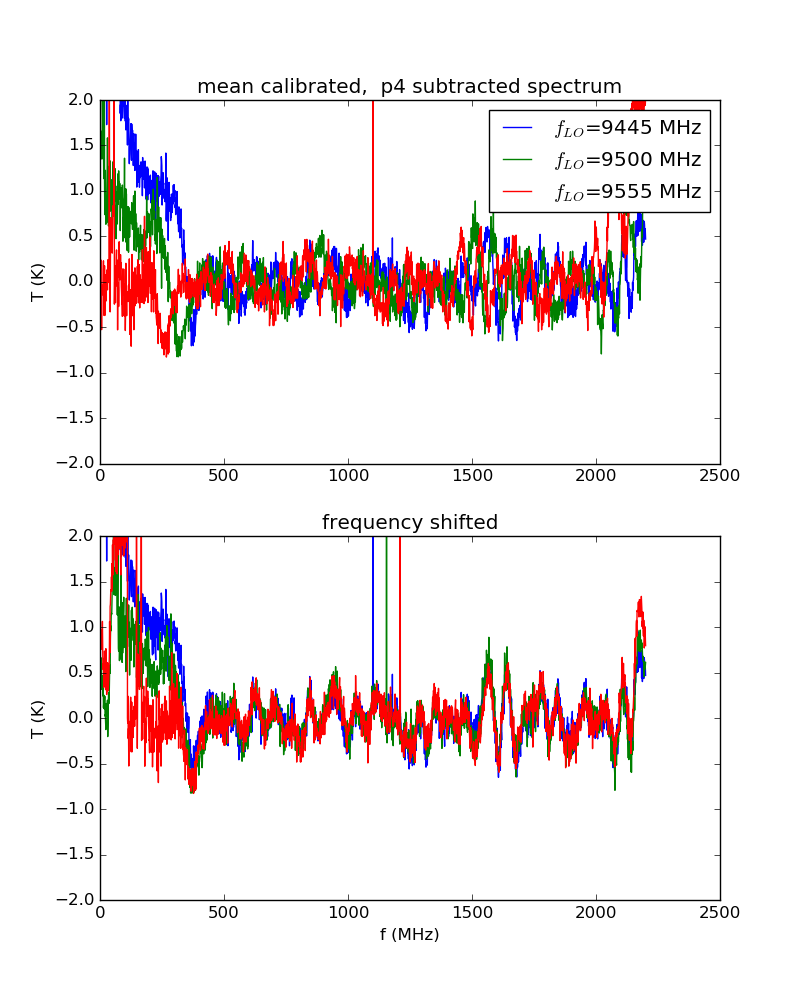 mean calibrated,  p4 subtracted spectrum
2.0
1.5
1.0
0.5
0.0
−0.5
−1.0
−1.5
−2.0
T (K)
f_LO=9445 MHz
f_LO=9500 MHz
f_LO=9555 MHz
0 500 1000 1500 2000 2500
frequency shifted
2.0
1.5
1.0
0.5
0.0
−0.5
−1.0
−1.5
−2.0
T (K)
0 500 1000 1500 2000 2500
f (MHz)